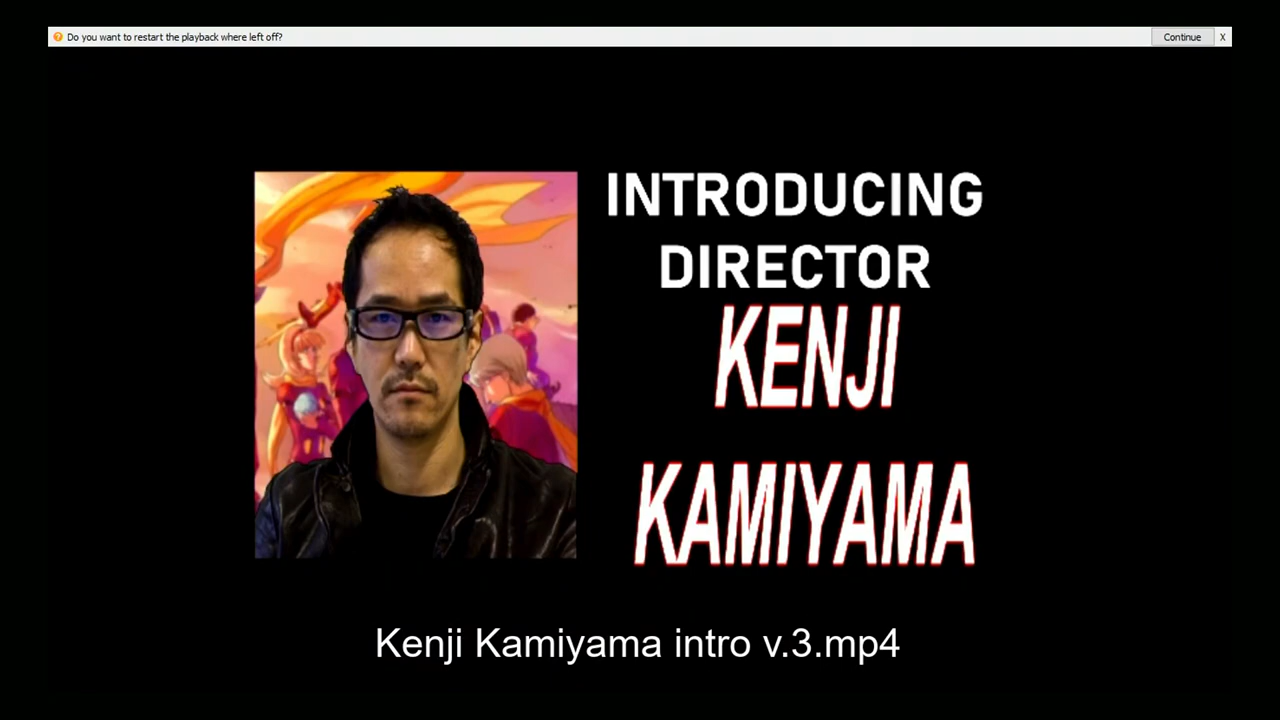 Do you want to restart the playback where left off?
Continue
X
INTRODUCING
DIRECTOR
KENJI
KAMIYAMA
Kenji Kamiyama intro v.3.mp4